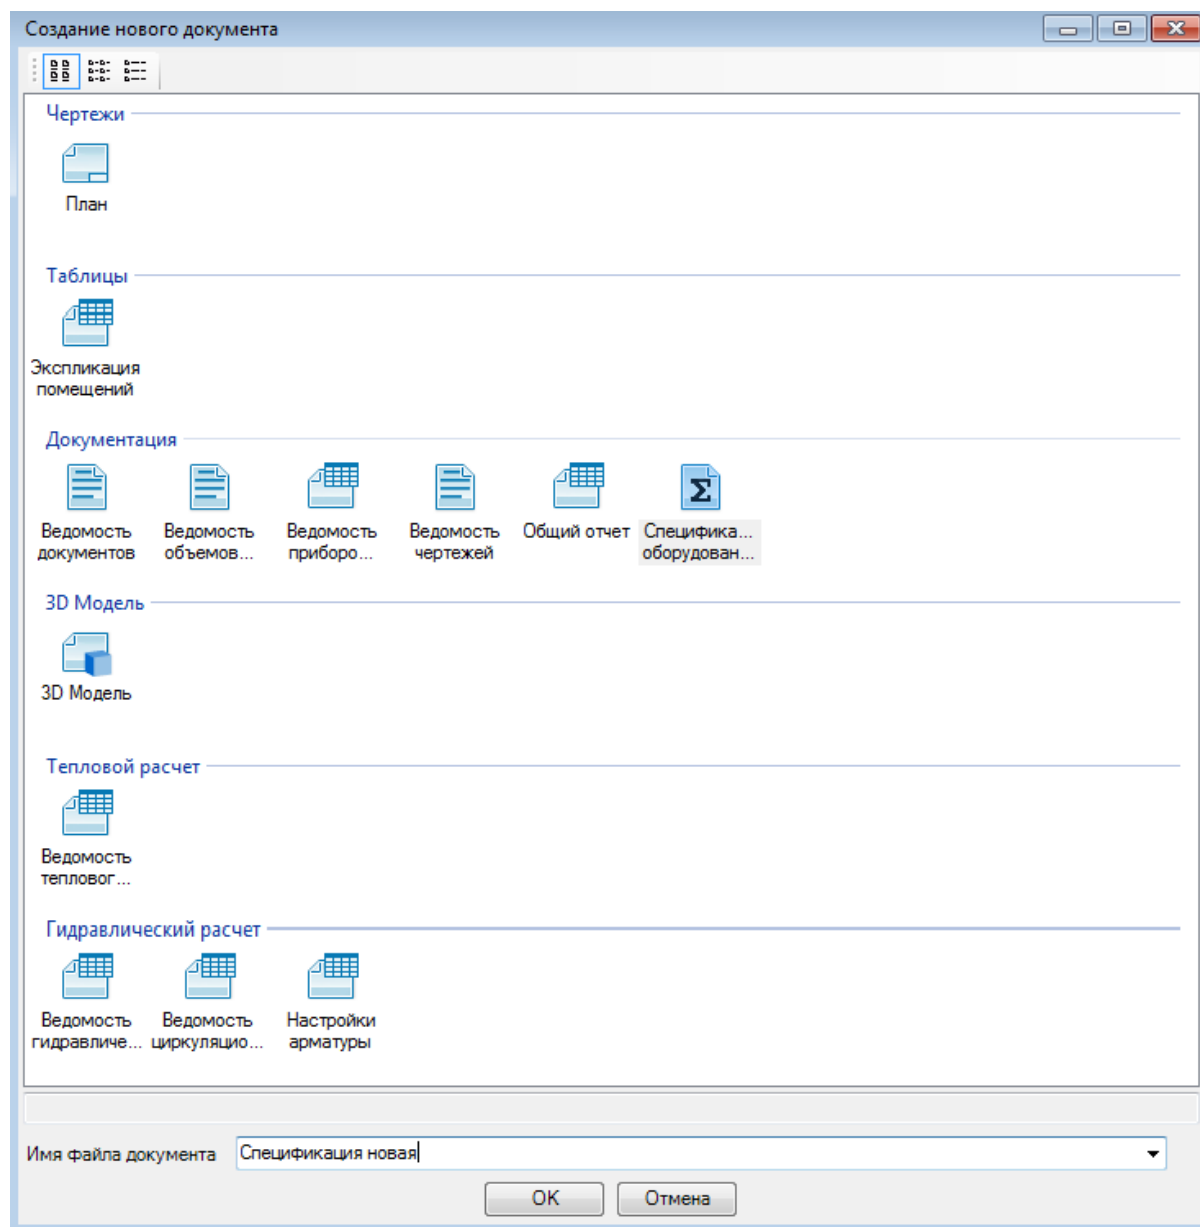 Создание нового документа
Чертежи
План
Таблицы
Экспликация
помещений
Документация
Ведомость
документов
Ведомость
объемов...
Ведомость
приборо...
Ведомость
чертежей
Общий отчет
Специфика...
оборудован...
3D Модель
3D Модель
Тепловой расчет
Ведомость
тепловог...
Гидравлический расчет
Ведомость
гидравличе...
Ведомость
циркуляцио...
Настройки
арматуры
Имя файла документа
Спецификация новая
OK
Отмена